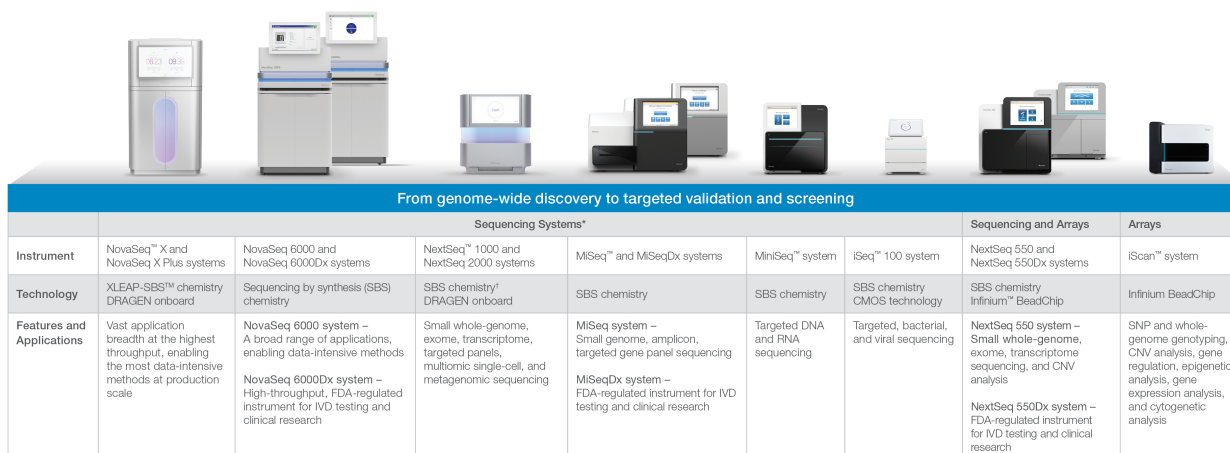 From genome-wide discovery to targeted validation and screening
Sequencing Systems*
Sequencing and Arrays
Arrays
Instrument
NovaSeq™ X and
NovaSeq X Plus systems
NovaSeq 6000 and
NovaSeq 6000Dx systems
NextSeq™ 1000 and
NextSeq 2000 systems
MiSeq™ and MiSeqDx systems
MiniSeq™ system
iSeq™ 100 system
NextSeq 550 and
NextSeq 550Dx systems
iScan™ system
Technology
XLEAP-SBS™ chemistry
DRAGEN onboard
Sequencing by synthesis (SBS)
chemistry
SBS chemistry†
DRAGEN onboard
SBS chemistry
SBS chemistry
SBS chemistry
CMOS technology
SBS chemistry
Infinium™ BeadChip
Infinium BeadChip
Features and
Applications
Vast application
breadth at the highest
throughput, enabling
the most data-intensive
methods at production
scale
NovaSeq 6000 system –
A broad range of applications,
enabling data-intensive methods
NovaSeq 6000Dx system –
High-throughput, FDA-regulated
instrument for IVD testing and
clinical research
Small whole-genome,
exome, transcriptome,
targeted panels,
multiomic single-cell, and
metagenomic sequencing
MiSeq system –
Small genome, amplicon,
targeted gene panel sequencing
MiSeqDx system –
FDA-regulated instrument for IVD
testing and clinical research
Targeted DNA
and RNA
sequencing
Targeted, bacterial,
and viral sequencing
NextSeq 550 system –
Small whole-genome,
exome, transcriptome
sequencing, and CNV
analysis
NextSeq 550Dx system –
FDA-regulated instrument
for IVD testing and clinical
research
SNP and whole-
genome genotyping,
CNV analysis, gene
regulation, epigenetic
analysis, gene
expression analysis,
and cytogenetic
analysis